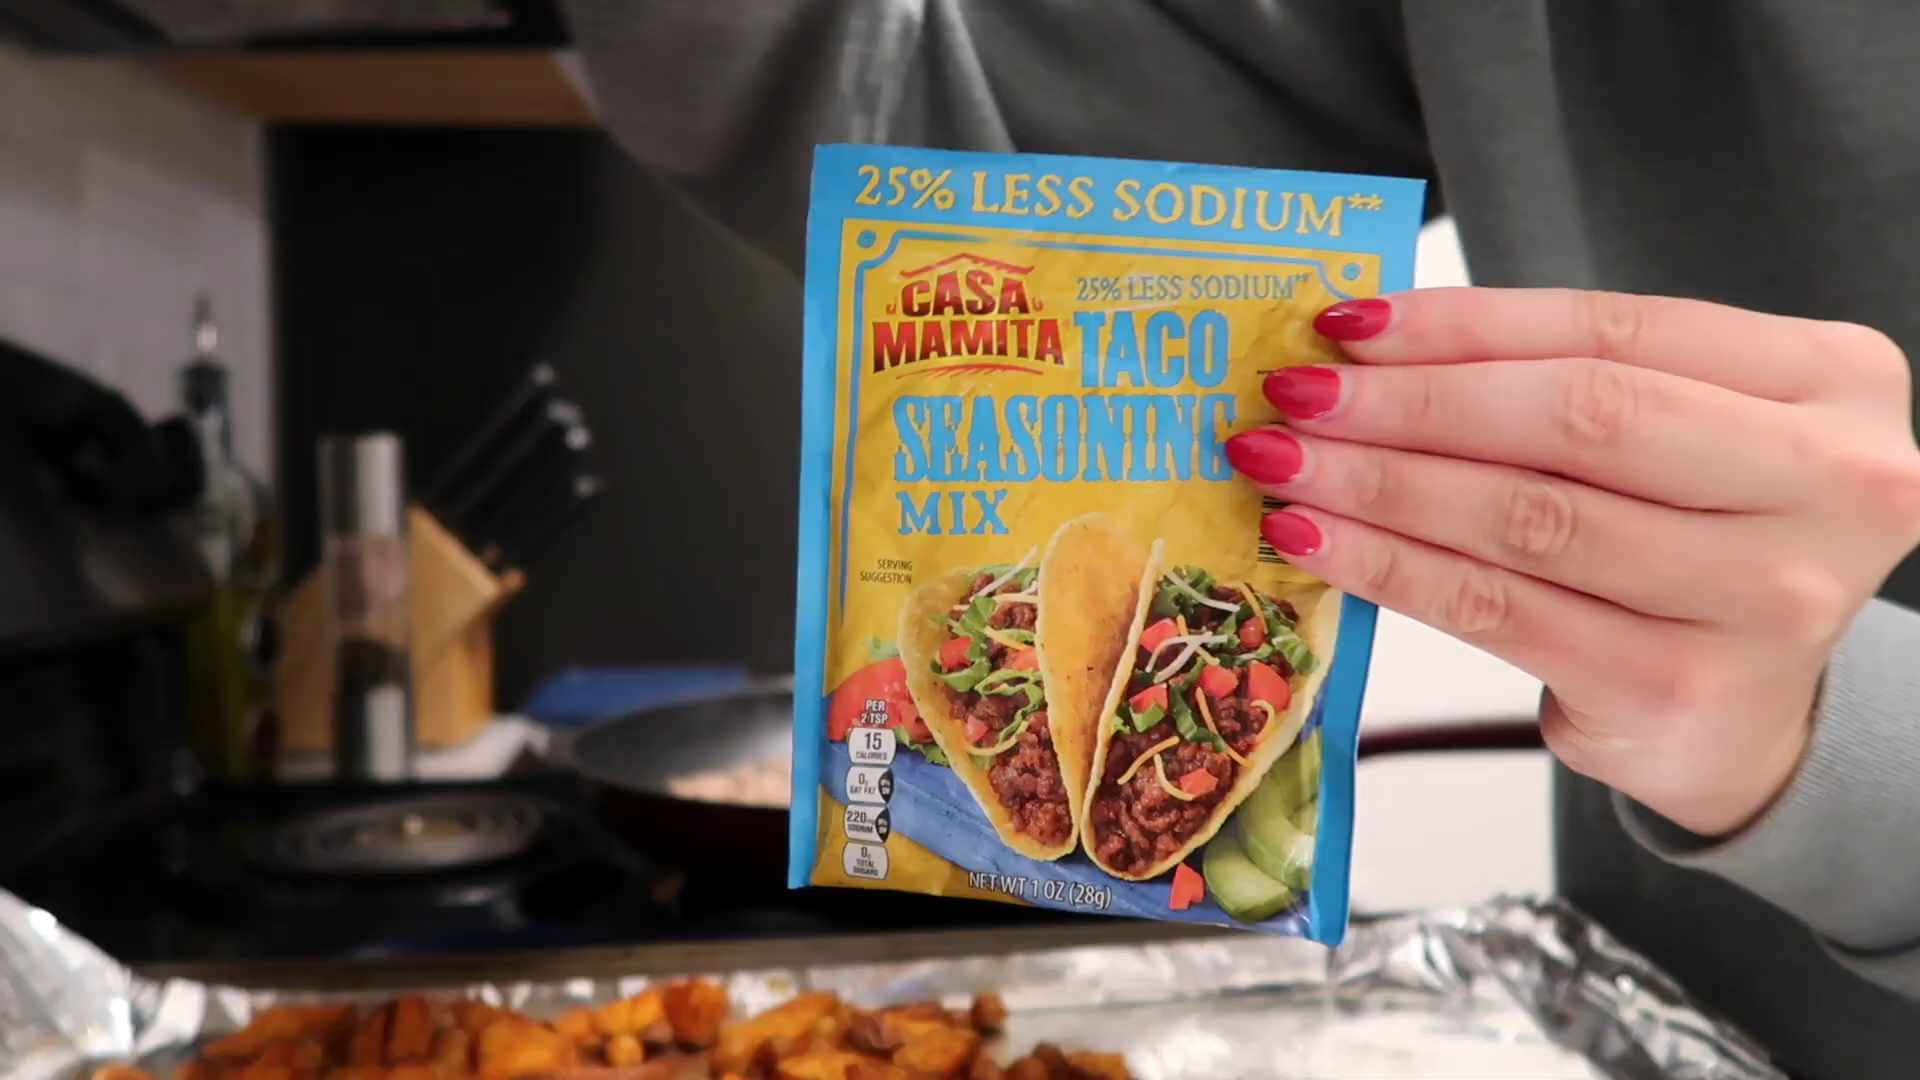 25% LESS SODIUM**
CASA
MAMITA
25% LESS SODIUM**
TACO
SEASONING
MIX
SERVING
SUGGESTION
PER
2 TSP
15
CALORIES
0g
SAT FAT
220mg
SODIUM
0g
TOTAL
SUGARS
NET WT 1 OZ (28g)